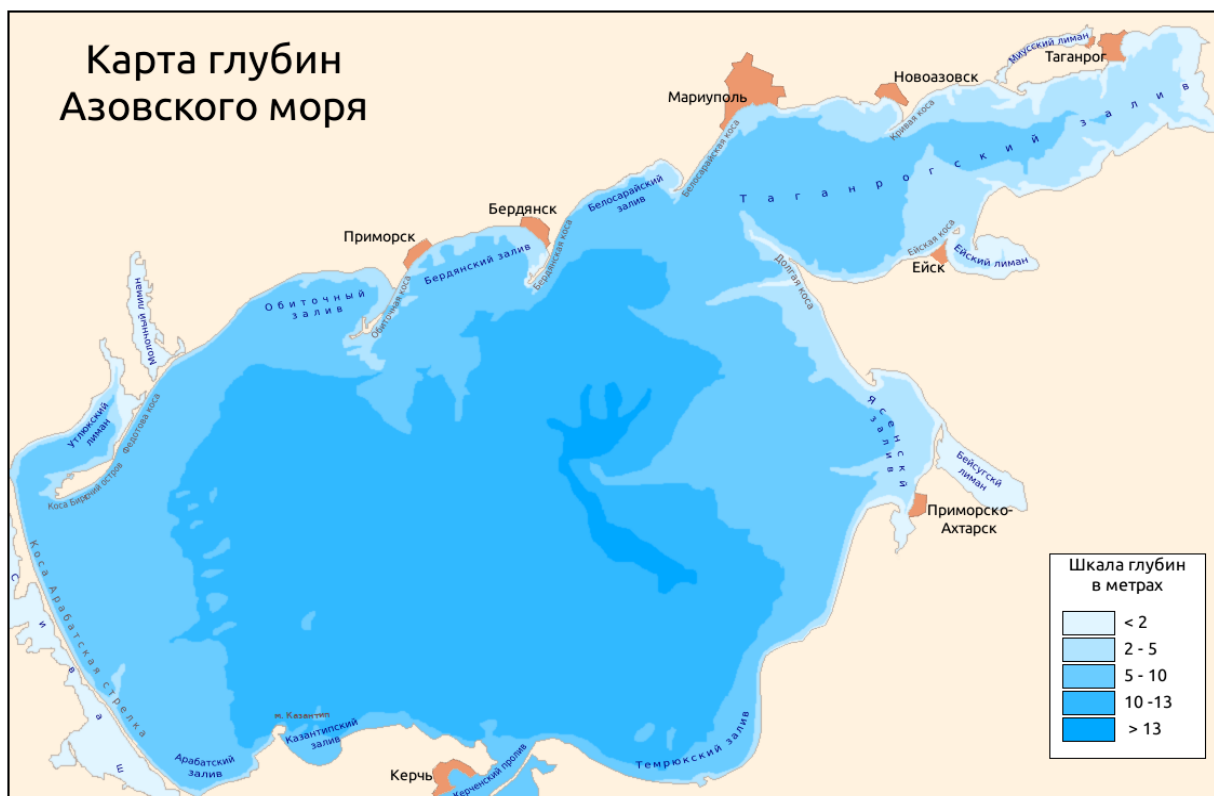 Карта глубин
Азовского моря
Миусский лиман
Таганрог
Новоазовск
Мариуполь
Кривая коса
Таганрогский залив
Белосарайская коса
Белосарайский
залив
Бердянск
Приморск
Бердянский залив
Бердянская коса
Ейская коса
Ейский лиман
Ейск
Долгая коса
Обиточный
залив
Обиточная коса
Молочный лиман
Утлюкский
лиман
Федотова коса
Коса Бирючий остров
Ясенскй
залив
Бейсугскй
лиман
Приморско-
Ахтарск
Коса Арабатская стрелка
Сиваш
м. Казантип
Казантипский
залив
Арабатский
залив
Керчь
Керченский пролив
Темрюкский залив
Шкала глубин
в метрах
< 2
2 - 5
5 - 10
10 -13
> 13